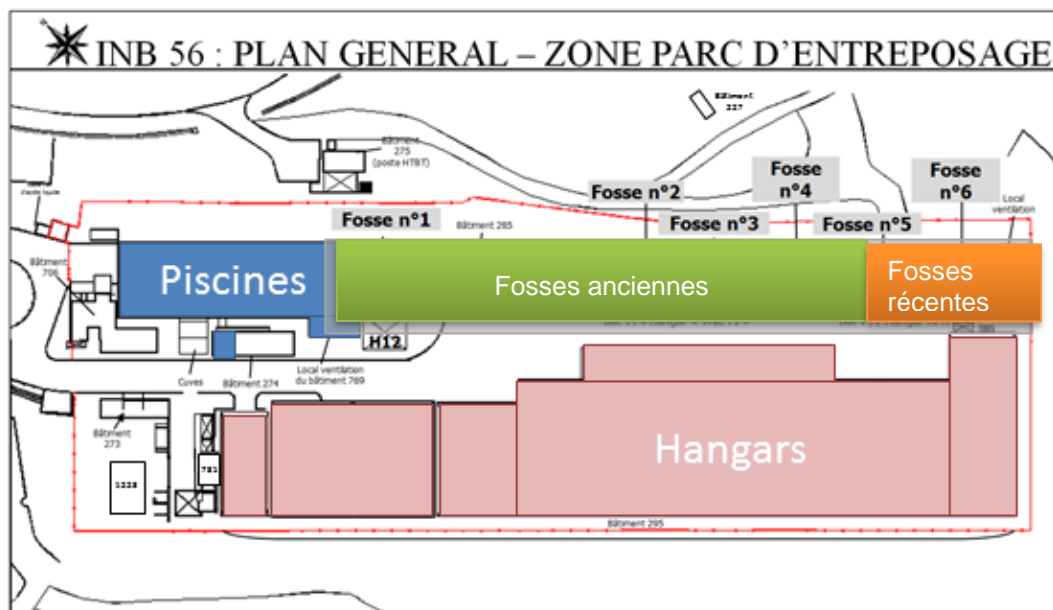 INB 56 : PLAN GENERAL – ZONE PARC D'ENTREPOSAGE
Bâtiment
227
Bâtiment
275
(poste HTBT)
Fosse n°1
Bâtiment 285
Fosse n°2
Fosse n°3
Fosse
n°4
Fosse n°5
Fosse
n°6
Local
ventilation
Bâtiment
706
Piscines
Fosses anciennes
Fosses
récentes
H12
Cuves
Bâtiment 274
Local ventilation
du bâtiment 769
Bâtiment
273
781
Hangars
Bâtiment 295